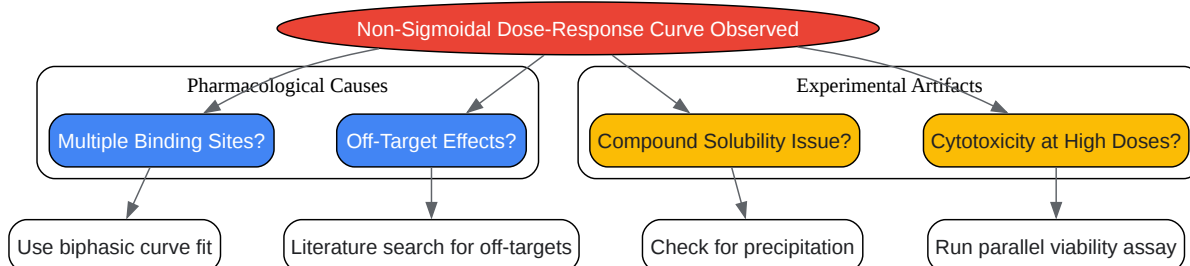 Non-Sigmoidal Dose-Response Curve Observed
Pharmacological Causes
Experimental Artifacts
Multiple Binding Sites?
Off-Target Effects?
Compound Solubility Issue?
Cytotoxicity at High Doses?
Use biphasic curve fit
Literature search for off-targets
Check for precipitation
Run parallel viability assay